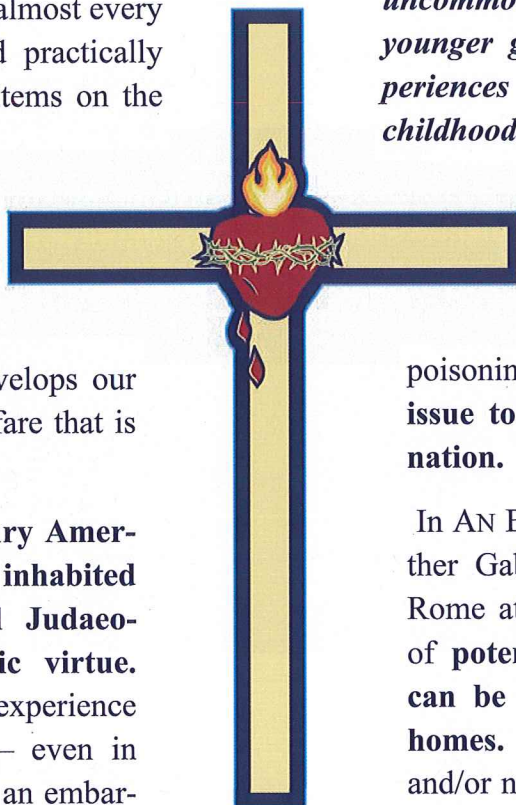 almost every
practically
tems on the
velops our
fare that is
ry Amer-
inhabited
Judaeo-
ic virtue.
experience
– even in
an embar-
uncommo
younger g
periences
childhood
poisonin
issue to
nation.
In AN E
ther Gab
Rome at
of poten
can be
homes.
and/or n